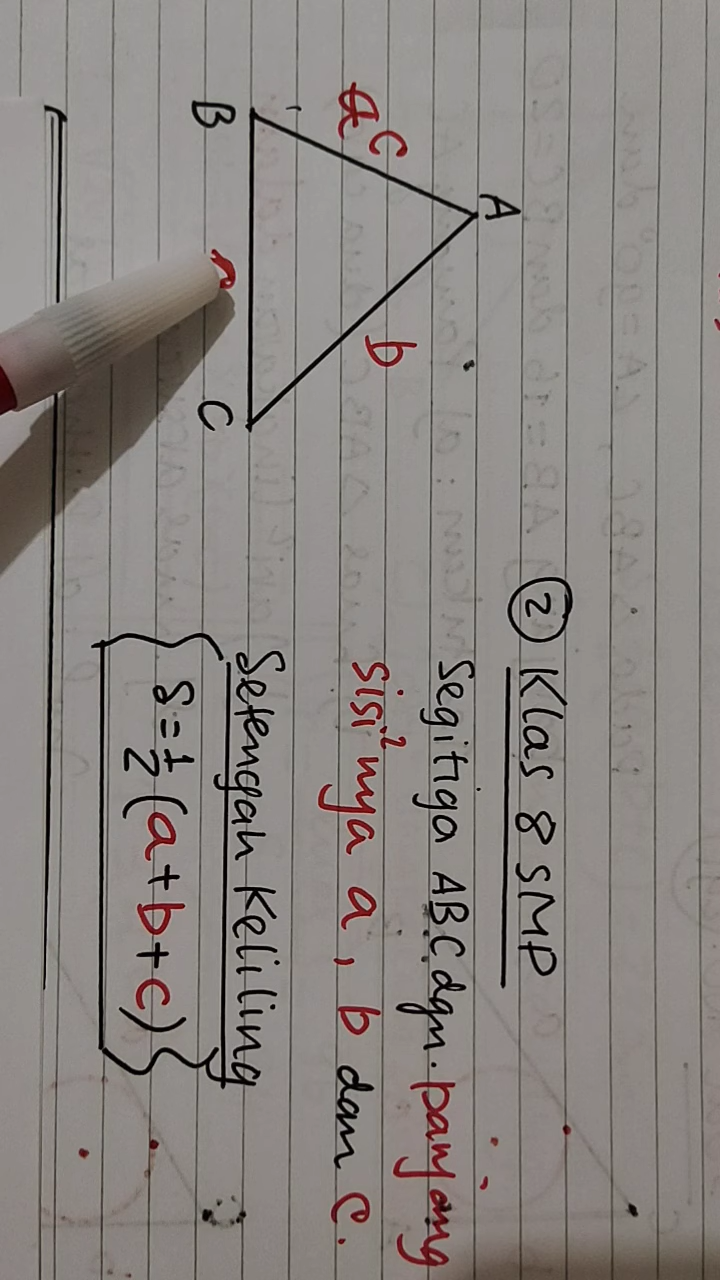 A
c
b
B
C
② Klas 8 SMP
Segitiga ABC dgn. panjang
sisi²nya a, b dan c.
Setengah Keliling
s = 1/2 (a + b + c)